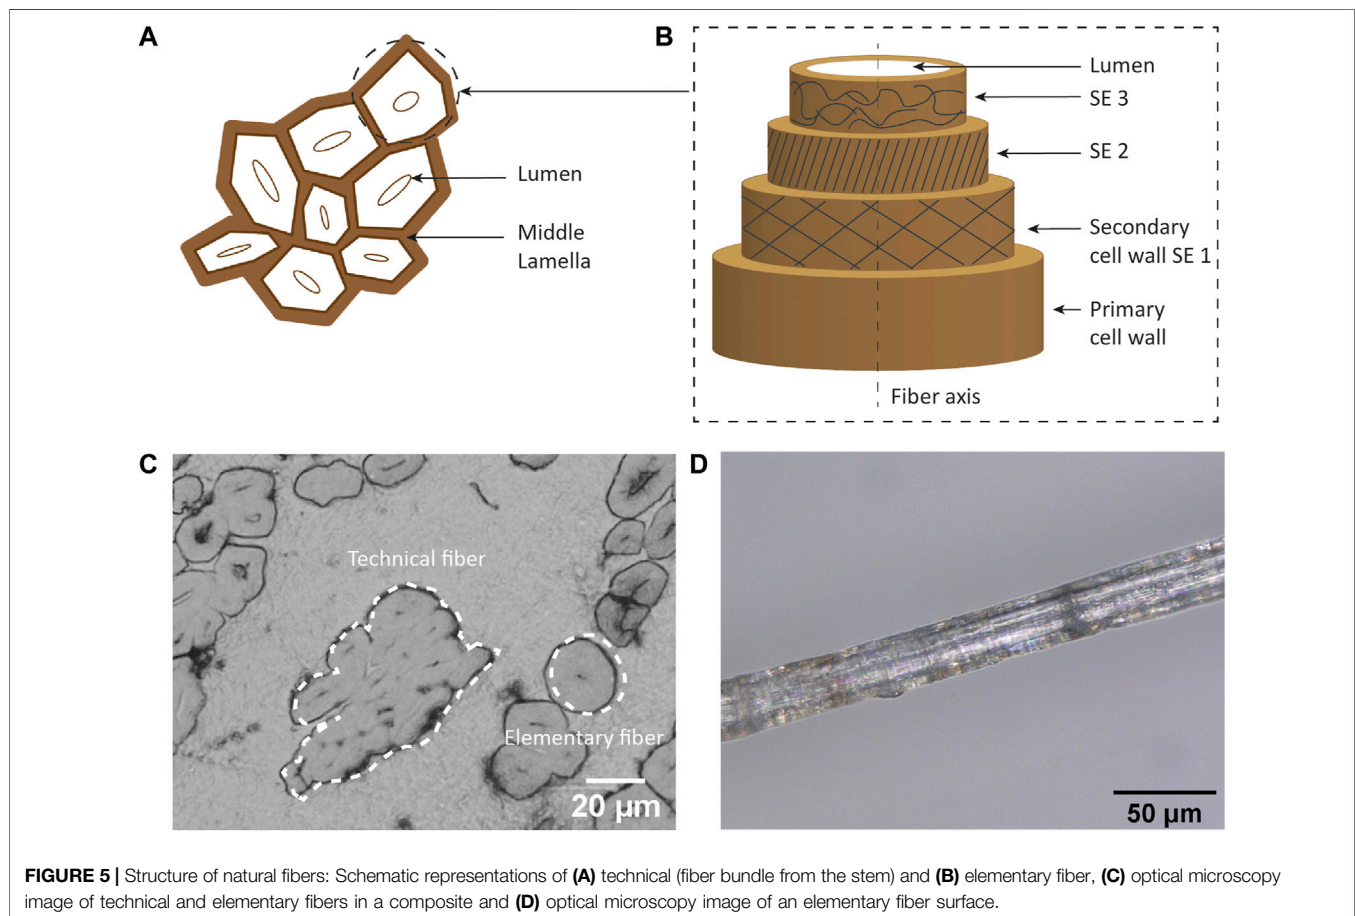 A
Lumen
Middle
Lamella
B
Lumen
SE 3
SE 2
Secondary
cell wall SE 1
Primary
cell wall
Fiber axis
C
Technical fiber
Elementary fiber
20 µm
D
50 µm
FIGURE 5 | Structure of natural fibers: Schematic representations of (A) technical (fiber bundle from the stem) and (B) elementary fiber, (C) optical microscopy
image of technical and elementary fibers in a composite and (D) optical microscopy image of an elementary fiber surface.